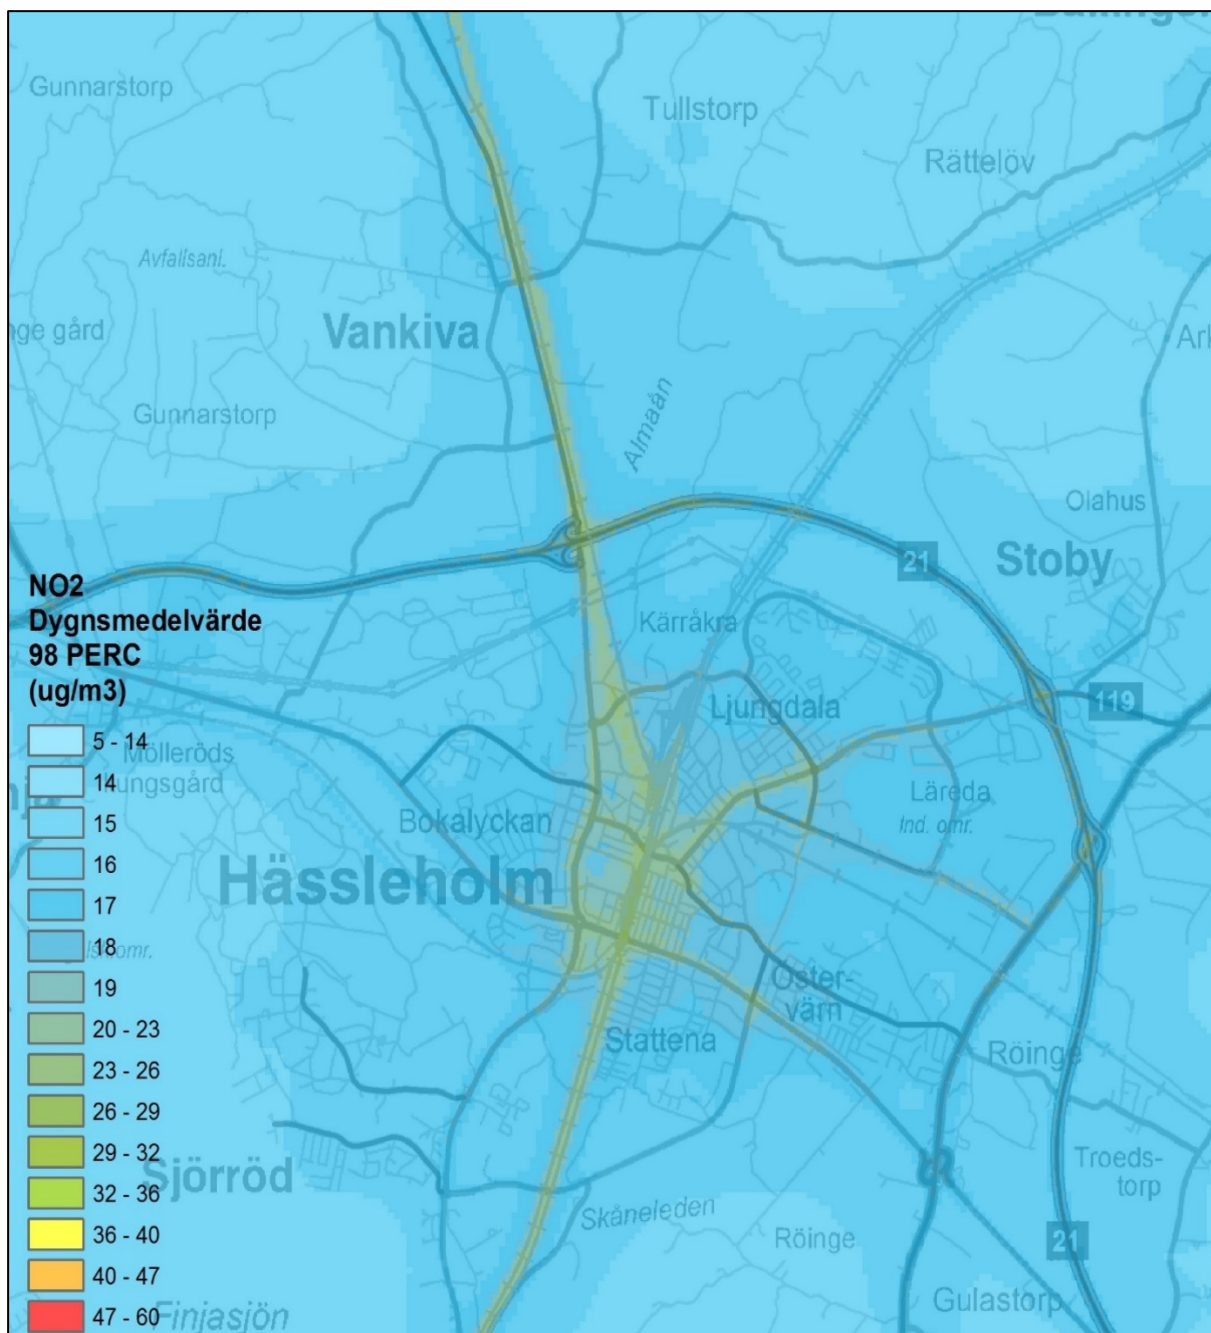 Gunnarstorp
Tullstorp
Rättelöv
Avfallsanl.
nge gård
Vankiva
Ark
Gunnarstorp
Almaån
Olahus
21
Stoby
NO2
Dygnsmedelvärde
98 PERC
(ug/m3)
Kärråkra
119
Ljungdala
5 - 14
Mölleröds
14
ungsgård
15
Läreda
Ind. omr.
Bokalyckan
16
Hässleholm
17
18
omr.
19
Öster-
värn
20 - 23
Stattena
Röinge
23 - 26
26 - 29
29 - 32
Sjörröd
Troeds-
torp
32 - 36
Skåneleden
36 - 40
Röinge
21
40 - 47
Gulastorp
47 - 60
Finjasjön